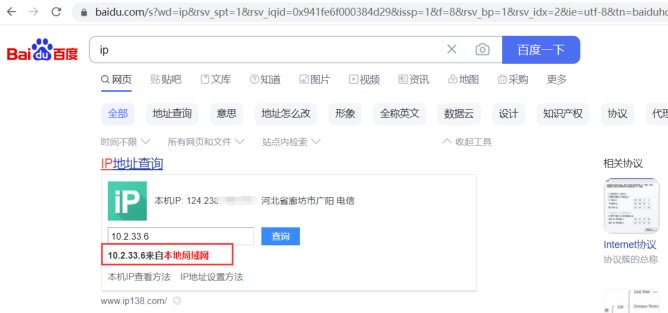 baidu.com/s?wd=ip&rsv_spt=1&rsv_iqid=0x941fe6f000384d29&issp=1&f=8&rsv_bp=1&rsv_idx=2&ie=utf-8&tn=baiduho
Bai du 百度
ip
百度一下
网页 贴吧 文库 知道 图片 视频 资讯 地图 采购 更多
全部 地址查询 意思 地址怎么改 形象 全称英文 数据云 设计 知识产权 协议 代理
时间不限 所有网页和文件 站点内检索 收起工具
IP地址查询
相关协议
iP
本机IP: 124.238 河北省廊坊市广阳 电信
10.2.33.6
查询
10.2.33.6来自本地局域网
本机IP查看方法 IP地址设置方法
www.ip138.com/
Internet协议
协议簇的总称